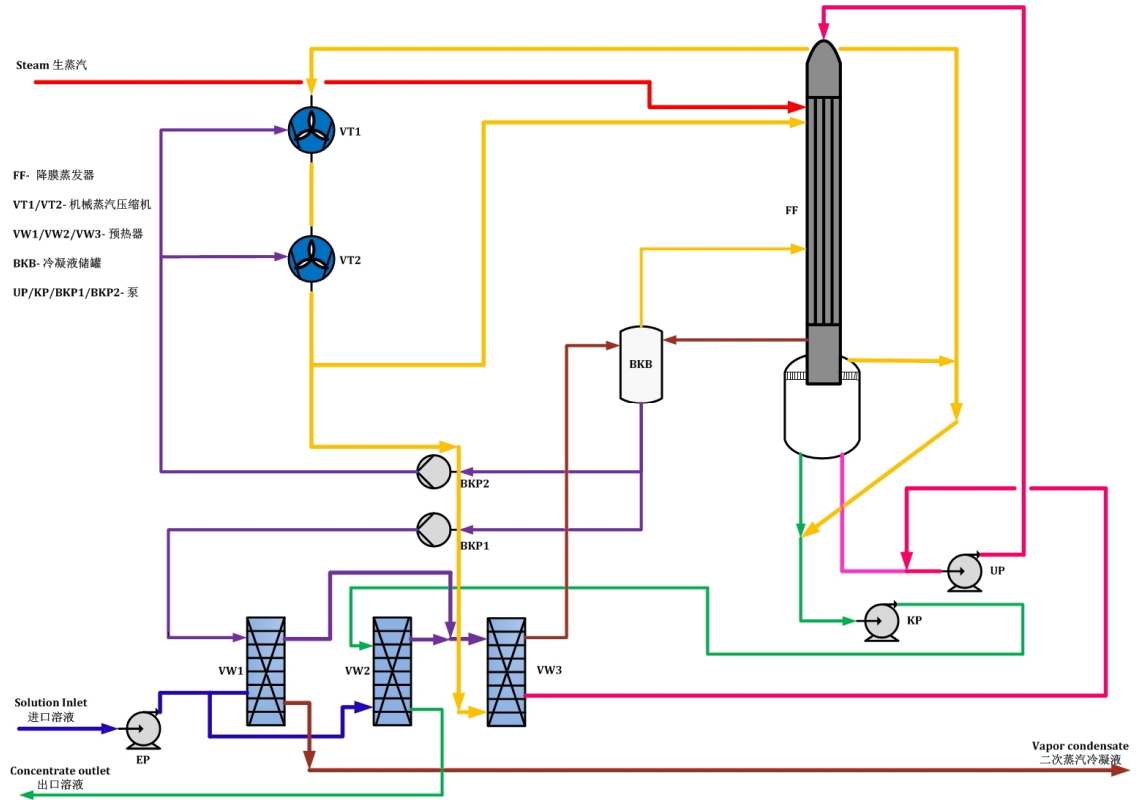 Steam 生蒸汽
VT1
FF- 降膜蒸发器
VT1/VT2- 机械蒸汽压缩机
FF
VW1/VW2/VW3- 预热器
BKB- 冷凝液储罐
VT2
UP/KP/BKP1/BKP2- 泵
BKB
BKP2
BKP1
UP
KP
VW1
VW2
VW3
Solution Inlet
进口溶液
EP
Vapor condensate
二次蒸汽冷凝液
Concentrate outlet
出口溶液